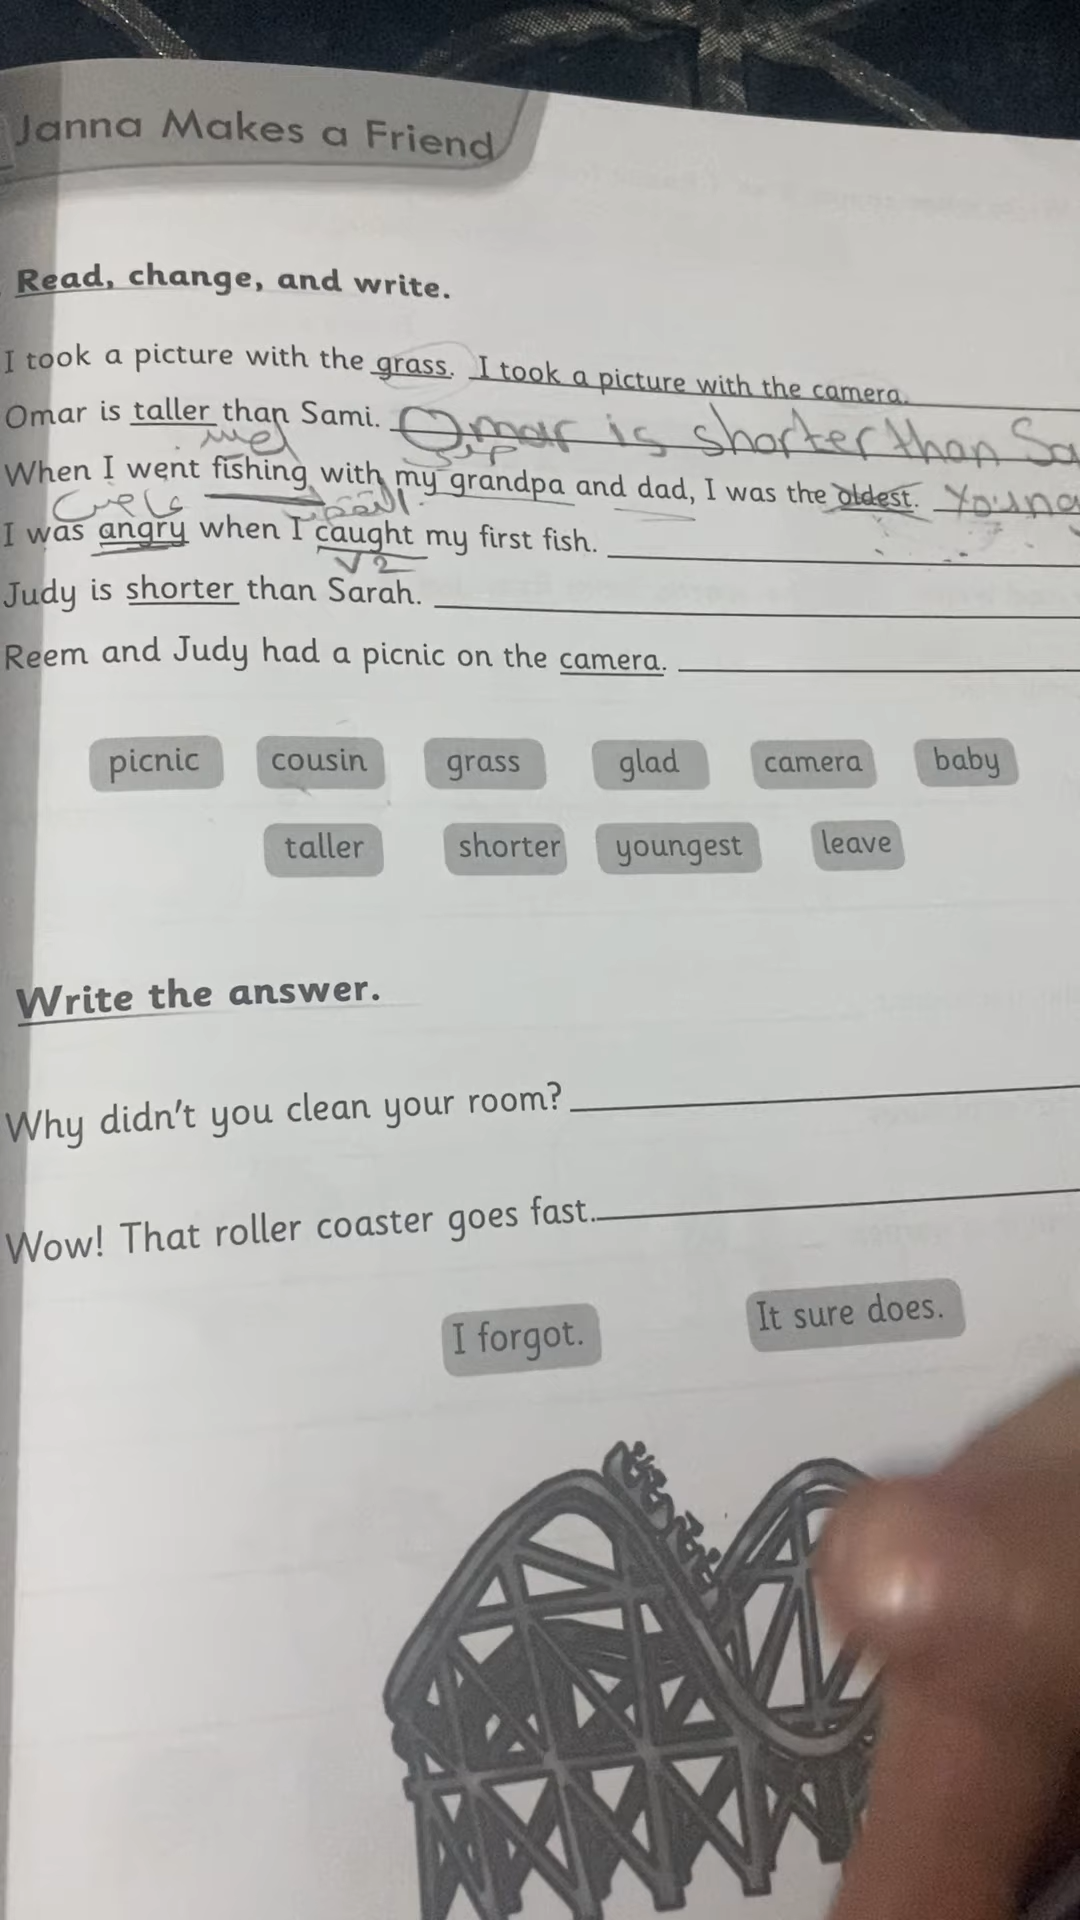 Janna Makes a Friend
Read, change, and write.
I took a picture with the grass. I took a picture with the camera.
Omar is taller than Sami. Omar is shorter than Sa
When I went fishing with my grandpa and dad, I was the oldest. Young
I was angry when I caught my first fish.
V2
Judy is shorter than Sarah.
Reem and Judy had a picnic on the camera.
picnic cousin grass glad camera baby
taller shorter youngest leave
Write the answer.
Why didn't you clean your room?
Wow! That roller coaster goes fast.
I forgot. It sure does.